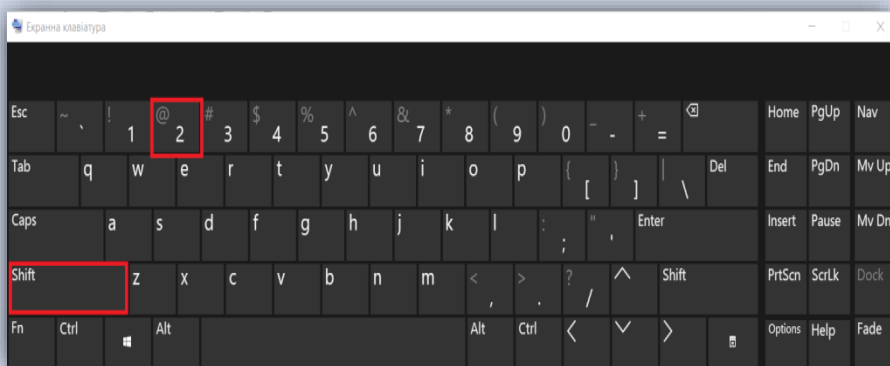 Екранна клавіатура
Esc ~ ` ! 1 @ 2 # 3 $ 4 % 5 ^ 6 & 7 * 8 ( 9 ) 0 _ - + = Home PgUp Nav
Tab q w e r t y u i o p { [ } ] | \ Del End PgDn Mv Up
Caps a s d f g h j k l : ; " ' Enter Insert Pause Mv Dn
Shift z x c v b n m < , > . ? / Shift PrtScn ScrLk Dock
Fn Ctrl Alt Alt Ctrl Options Help Fade